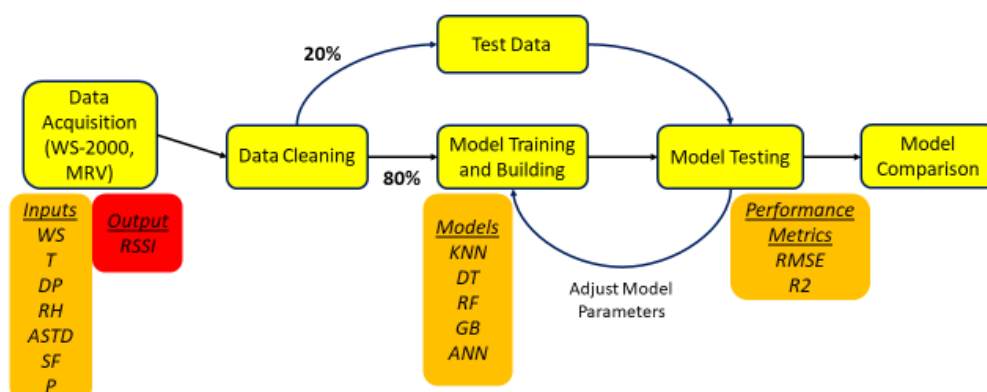 20%
Test Data
Data
Acquisition
(WS-2000,
MRV)
Data Cleaning
80%
Model Training
and Building
Model Testing
Model
Comparison
Inputs
WS
T
DP
RH
ASTD
SF
P
Output
RSSI
Models
KNN
DT
RF
GB
ANN
Adjust Model
Parameters
Performance
Metrics
RMSE
R2